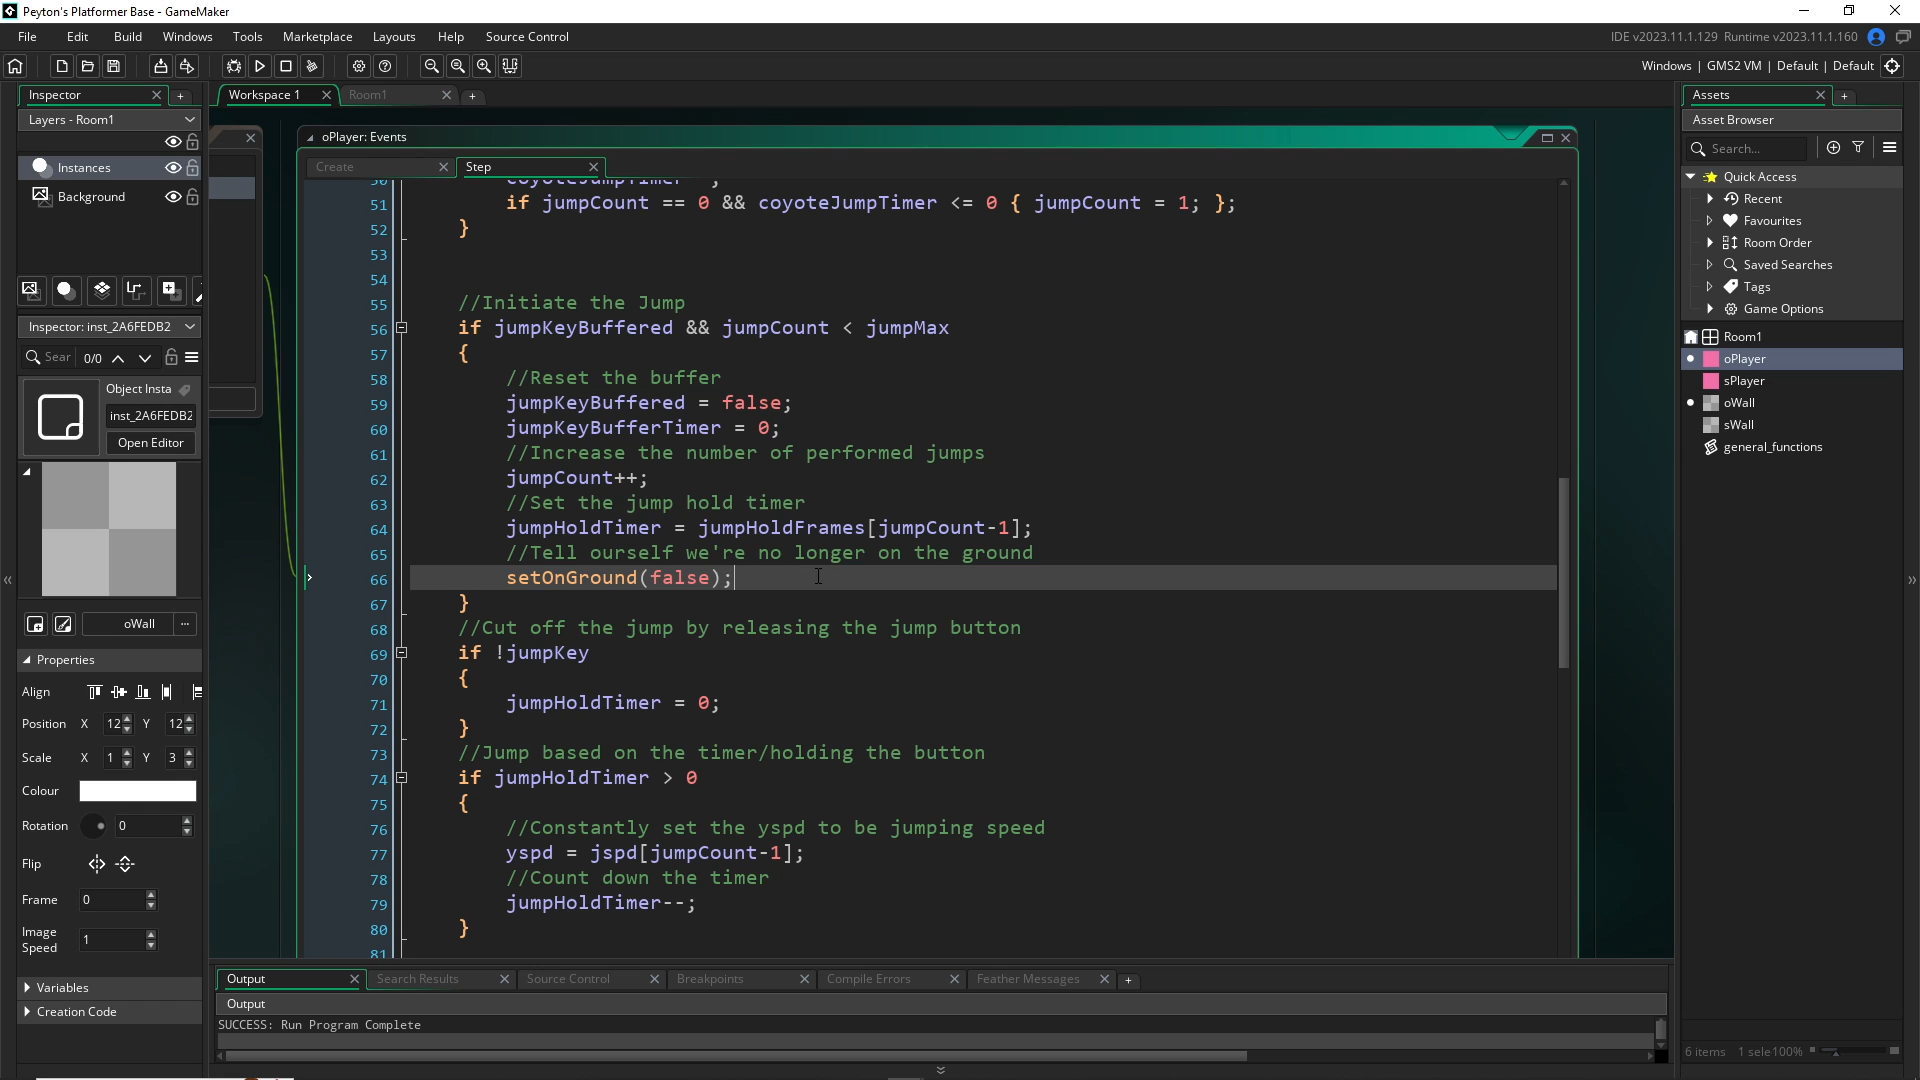 Peyton's Platformer Base - GameMaker
File Edit Build Windows Tools Marketplace Layouts Help Source Control
IDE v2023.11.1.129 Runtime v2023.11.1.160
Windows | GMS2 VM | Default | Default
Inspector
Layers - Room1
Instances
Background
Inspector: inst_2A6FEDB2
Sear 0/0
Object Insta
inst_2A6FEDB2
Open Editor
oWall ...
Properties
Align
Position X 12 Y 12
Scale X 1 Y 3
Colour
Rotation 0
Flip
Frame 0
Image Speed 1
Variables
Creation Code
Workspace 1
Room1
oPlayer: Events
Create
Step
50 coyoteJumpTimer--;
51 if jumpCount == 0 && coyoteJumpTimer <= 0 { jumpCount = 1; };
52 }
53
54
55 //Initiate the Jump
56 if jumpKeyBuffered && jumpCount < jumpMax
57 {
58 //Reset the buffer
59 jumpKeyBuffered = false;
60 jumpKeyBufferTimer = 0;
61 //Increase the number of performed jumps
62 jumpCount++;
63 //Set the jump hold timer
64 jumpHoldTimer = jumpHoldFrames[jumpCount-1];
65 //Tell ourself we're no longer on the ground
66 setOnGround(false);
67 }
68 //Cut off the jump by releasing the jump button
69 if !jumpKey
70 {
71 jumpHoldTimer = 0;
72 }
73 //Jump based on the timer/holding the button
74 if jumpHoldTimer > 0
75 {
76 //Constantly set the yspd to be jumping speed
77 yspd = jspd[jumpCount-1];
78 //Count down the timer
79 jumpHoldTimer--;
80 }
81
Output Search Results Source Control Breakpoints Compile Errors Feather Messages
Output
SUCCESS: Run Program Complete
Assets
Asset Browser
Search...
Quick Access
Recent
Favourites
Room Order
Saved Searches
Tags
Game Options
Room1
oPlayer
sPlayer
oWall
sWall
general_functions
6 items 1 sele100%